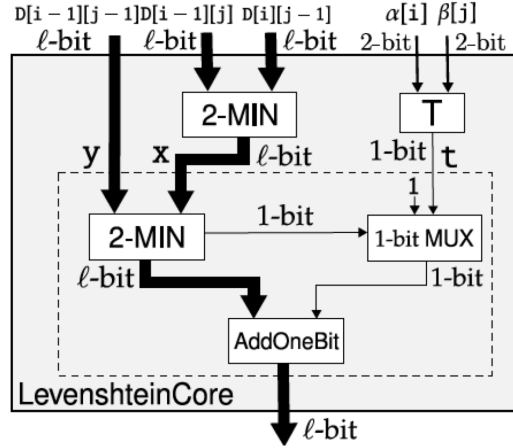 D[i − 1][j − 1] D[i − 1][j] D[i][j − 1] α[i] β[j]
ℓ-bit ℓ-bit ℓ-bit 2-bit 2-bit
2-MIN T
y x ℓ-bit 1-bit t
1
2-MIN 1-bit 1-bit MUX
ℓ-bit 1-bit
AddOneBit
LevenshteinCore
ℓ-bit